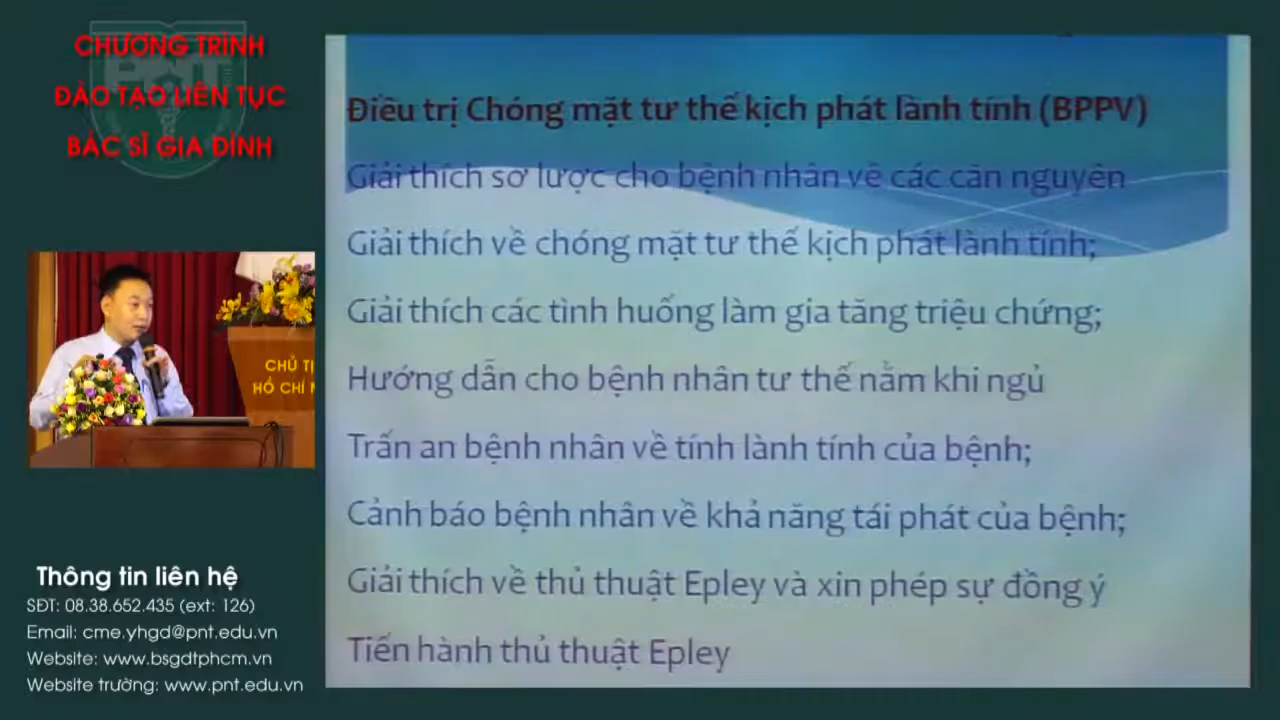 CHƯƠNG TRÌNH
ĐÀO TẠO LIÊN TỤC
BÁC SĨ GIA ĐÌNH
PNT
Điều trị Chóng mặt tư thế kịch phát lành tính (BPPV)
Giải thích sơ lược cho bệnh nhân về các căn nguyên
Giải thích về chóng mặt tư thế kịch phát lành tính;
Giải thích các tình huống làm gia tăng triệu chứng;
Hướng dẫn cho bệnh nhân tư thế nằm khi ngủ
Trấn an bệnh nhân về tính lành tính của bệnh;
Cảnh báo bệnh nhân về khả năng tái phát của bệnh;
Giải thích về thủ thuật Epley và xin phép sự đồng ý
Tiến hành thủ thuật Epley
CHỦ TỊ
HỒ CHÍ M
Thông tin liên hệ
SĐT: 08.38.652.435 (ext: 126)
Email: cme.yhgd@pnt.edu.vn
Website: www.bsgdtphcm.vn
Website trường: www.pnt.edu.vn